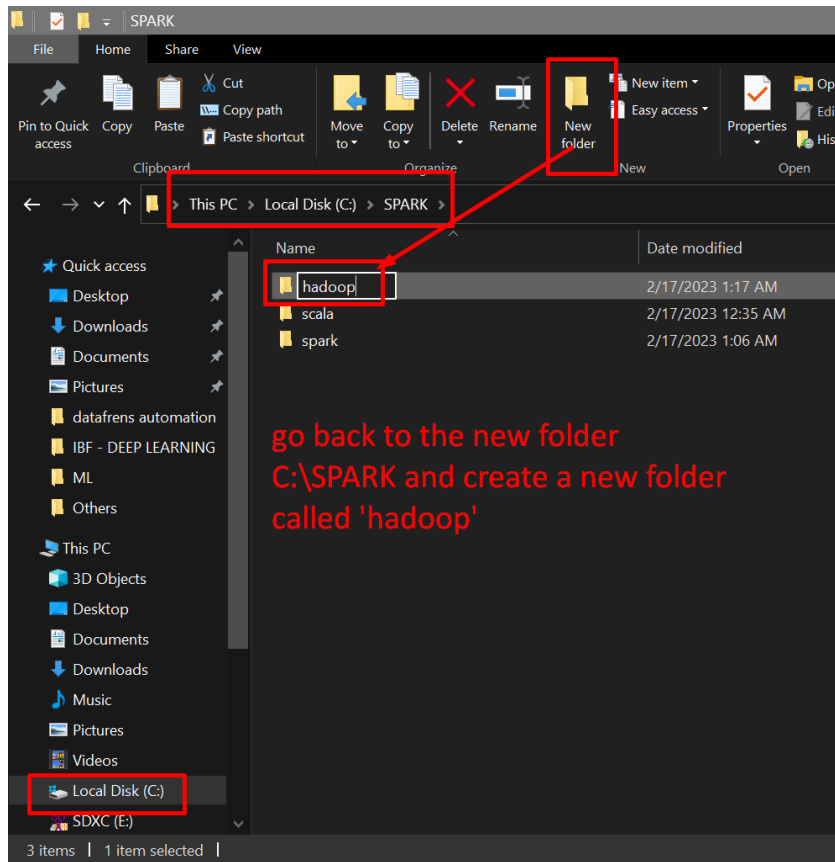 SPARK
File Home Share View
Cut
Copy path
Paste shortcut
Pin to Quick access
Copy
Paste
Move to
Copy to
Delete
Rename
New folder
New item
Easy access
Properties
Op
Edi
His
Clipboard Organize New Open
This PC > Local Disk (C:) > SPARK >
Name Date modified
hadoop 2/17/2023 1:17 AM
scala 2/17/2023 12:35 AM
spark 2/17/2023 1:06 AM
Quick access
Desktop
Downloads
Documents
Pictures
datafrens automation
IBF - DEEP LEARNING
ML
Others
This PC
3D Objects
Desktop
Documents
Downloads
Music
Pictures
Videos
Local Disk (C:)
SDXC (E:)
go back to the new folder
C:\SPARK and create a new folder
called 'hadoop'
3 items | 1 item selected |